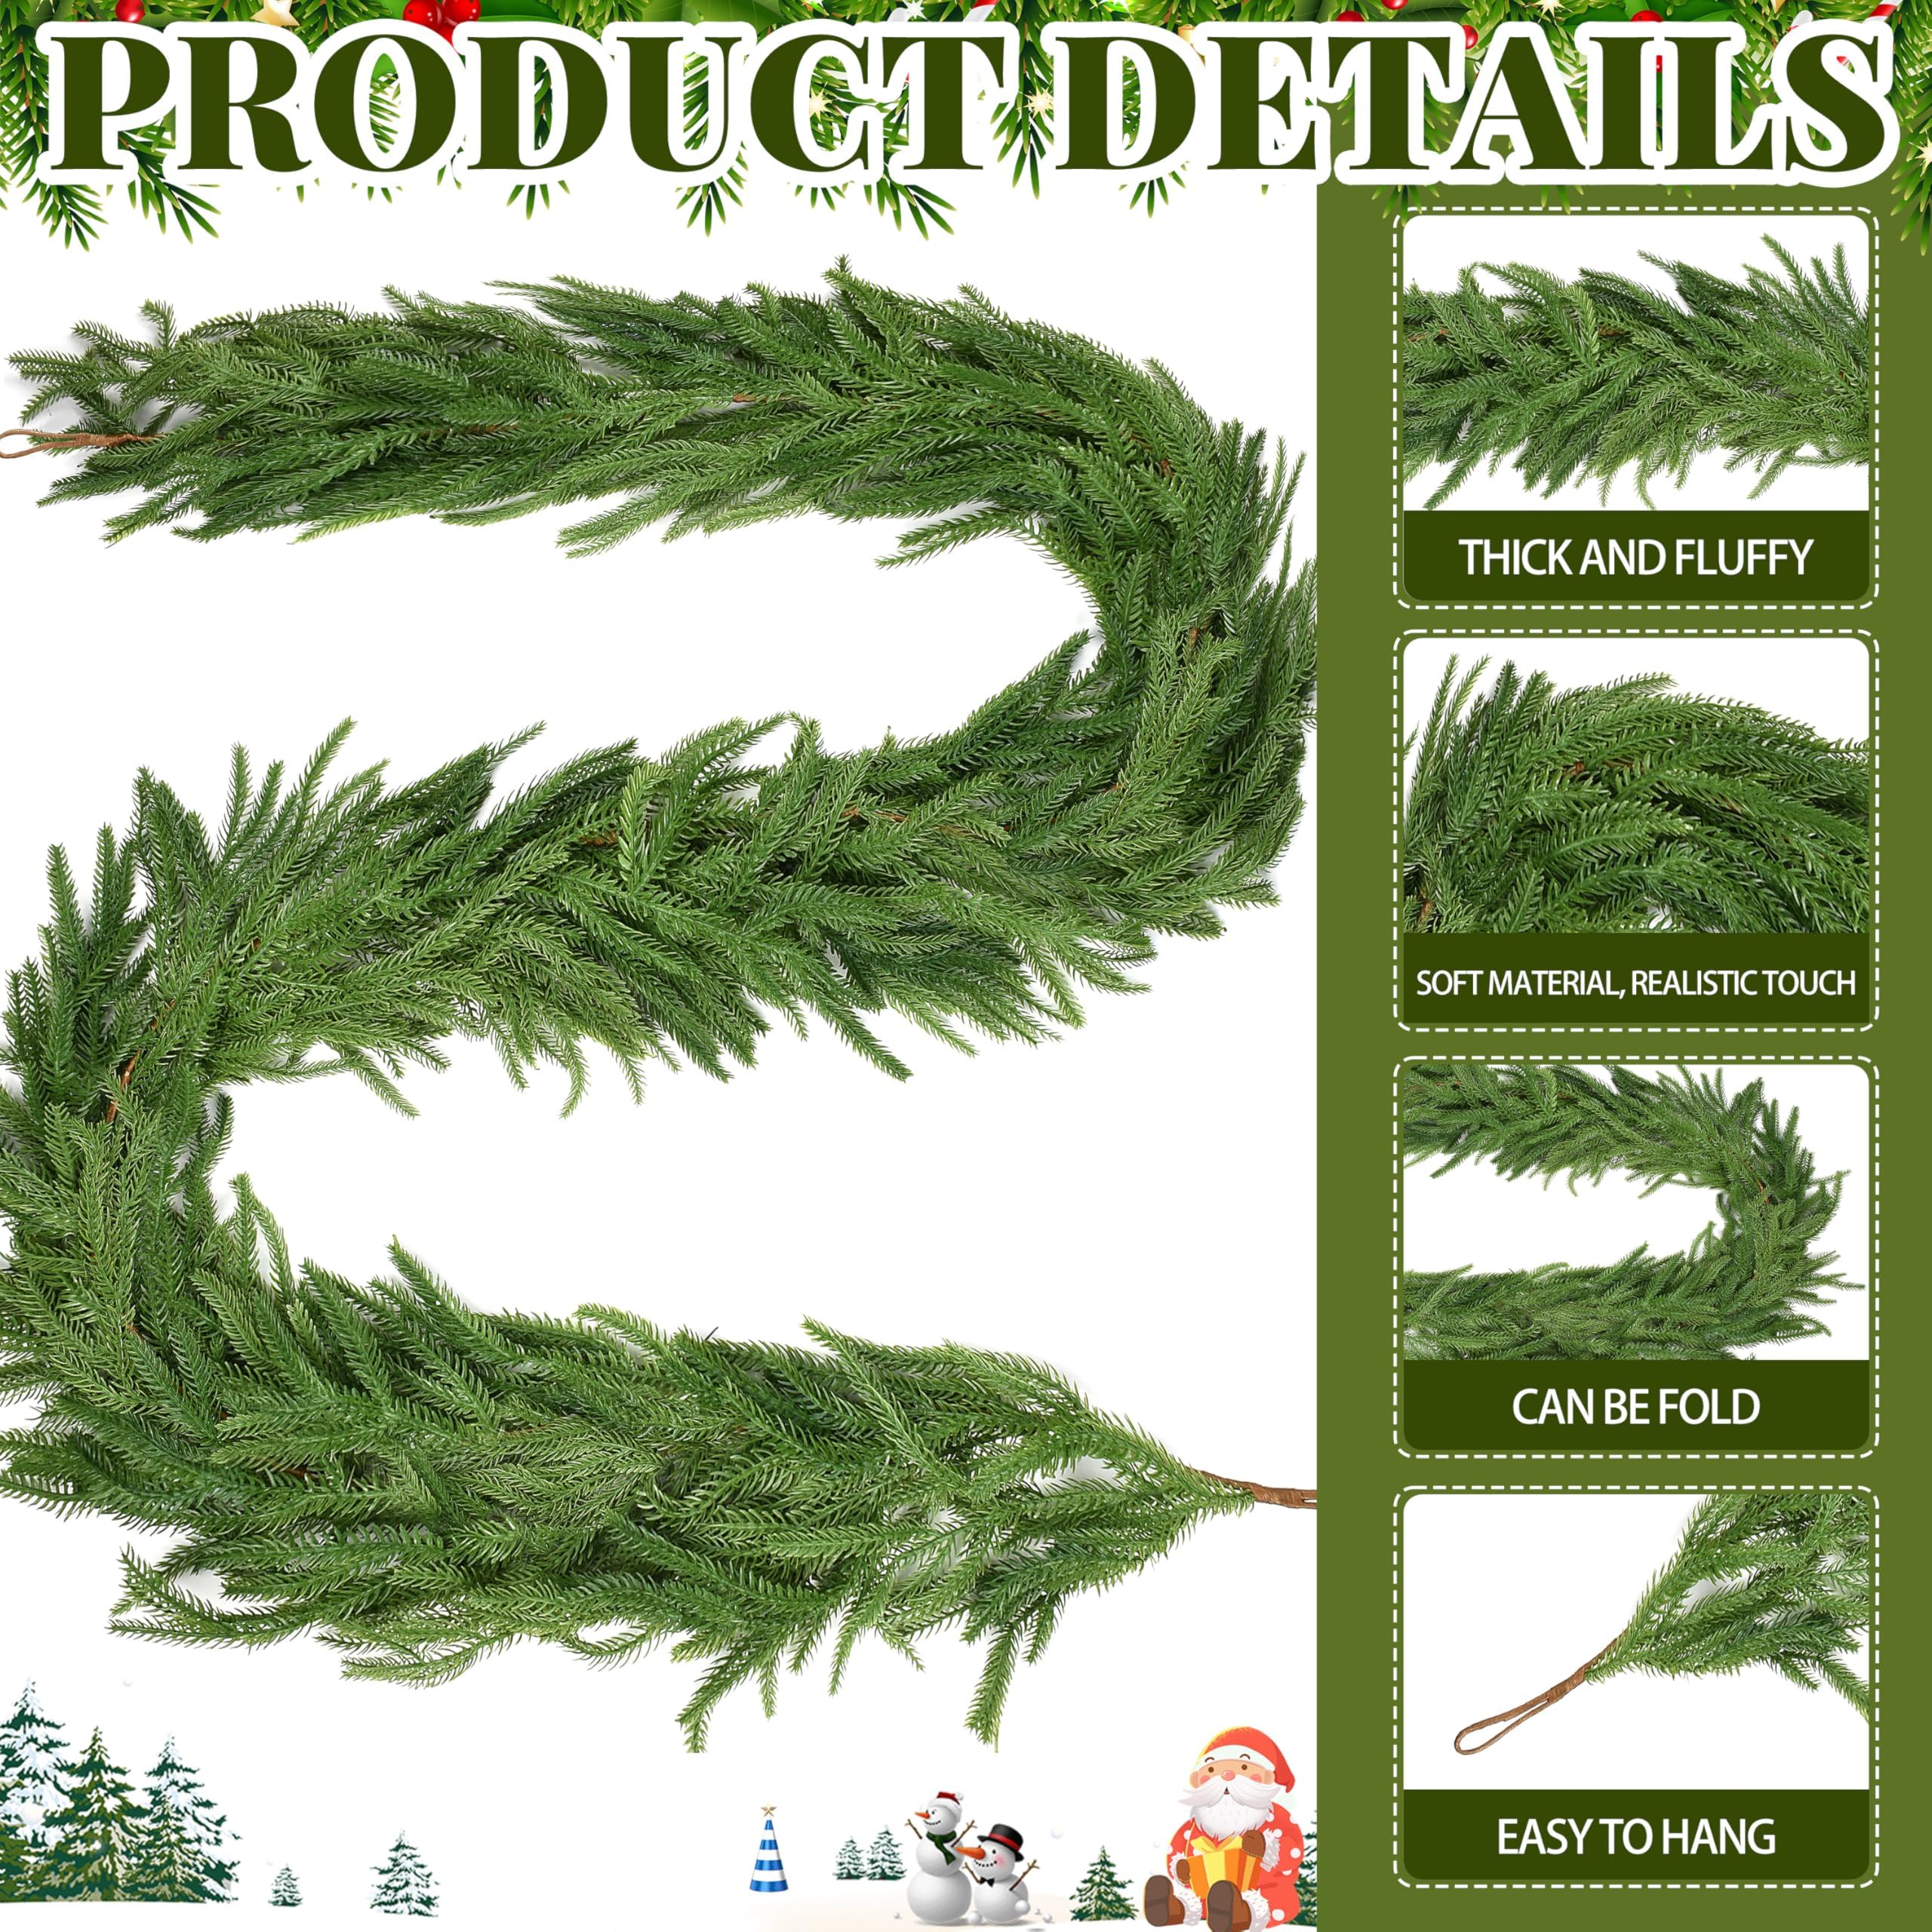 PRODUCT DETAILS
THICK AND FLUFFY
SOFT MATERIAL, REALISTIC TOUCH
CAN BE FOLD
EASY TO HANG